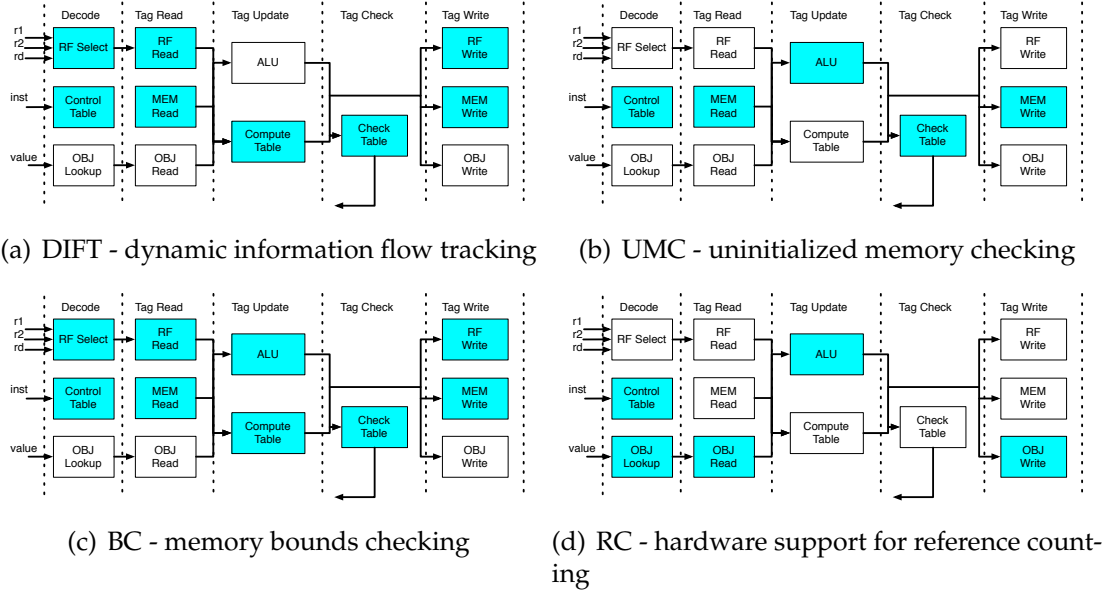 Decode Tag Read Tag Update Tag Check Tag Write
r1
r2
rd
RF Select
RF
Read
ALU
RF
Write
inst
Control
Table
MEM
Read
Compute
Table
Check
Table
MEM
Write
value
OBJ
Lookup
OBJ
Read
OBJ
Write
(a) DIFT - dynamic information flow tracking
Decode Tag Read Tag Update Tag Check Tag Write
r1
r2
rd
RF Select
RF
Read
ALU
RF
Write
inst
Control
Table
MEM
Read
Compute
Table
Check
Table
MEM
Write
value
OBJ
Lookup
OBJ
Read
OBJ
Write
(b) UMC - uninitialized memory checking
Decode Tag Read Tag Update Tag Check Tag Write
r1
r2
rd
RF Select
RF
Read
ALU
RF
Write
inst
Control
Table
MEM
Read
Compute
Table
Check
Table
MEM
Write
value
OBJ
Lookup
OBJ
Read
OBJ
Write
(c) BC - memory bounds checking
Decode Tag Read Tag Update Tag Check Tag Write
r1
r2
rd
RF Select
RF
Read
ALU
RF
Write
inst
Control
Table
MEM
Read
Compute
Table
Check
Table
MEM
Write
value
OBJ
Lookup
OBJ
Read
OBJ
Write
(d) RC - hardware support for reference count-
ing